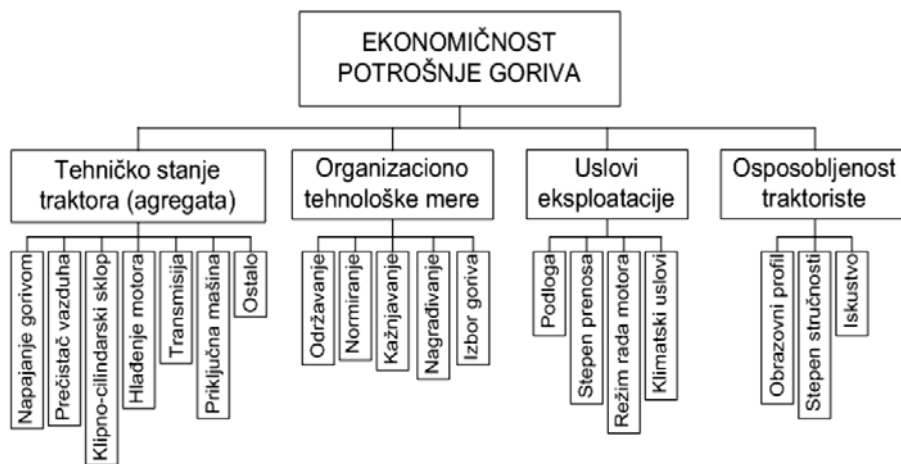 EKONOMIČNOST
POTROŠNJE GORIVA
Tehničko stanje
traktora (agregata)
Organizaciono
tehnološke mere
Uslovi
eksploatacije
Osposobljenost
traktoriste
Napajanje gorivom
Prečistač vazduha
Klipno-cilindarski sklop
Hlađenje motora
Transmisija
Priključna mašina
Ostalo
Održavanje
Normiranje
Kažnjavanje
Nagrađivanje
Izbor goriva
Podloga
Stepen prenosa
Režim rada motora
Klimatski uslovi
Obrazovni profil
Stepen stručnosti
Iskustvo